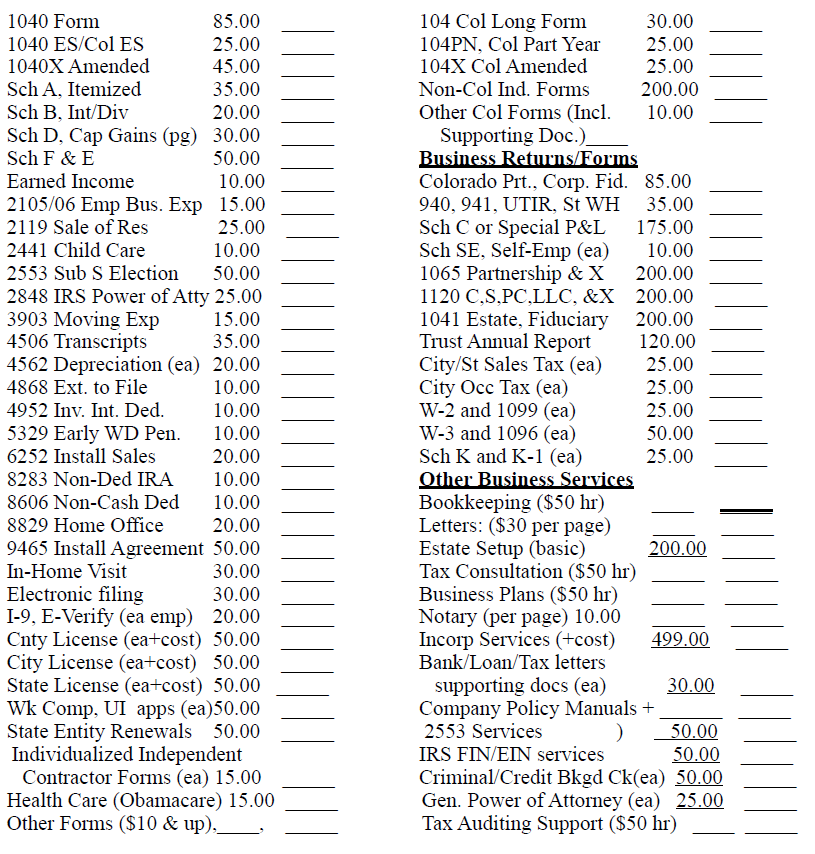 1040 Form 85.00 _____
1040 ES/Col ES 25.00 _____
1040X Amended 45.00 _____
Sch A, Itemized 35.00 _____
Sch B, Int/Div 20.00 _____
Sch D, Cap Gains (pg) 30.00 _____
Sch F & E 50.00 _____
Earned Income 10.00 _____
2105/06 Emp Bus. Exp 15.00 _____
2119 Sale of Res 25.00 _____
2441 Child Care 10.00 _____
2553 Sub S Election 50.00 _____
2848 IRS Power of Atty 25.00 _____
3903 Moving Exp 15.00 _____
4506 Transcripts 35.00 _____
4562 Depreciation (ea) 20.00 _____
4868 Ext. to File 10.00 _____
4952 Inv. Int. Ded. 10.00 _____
5329 Early WD Pen. 10.00 _____
6252 Install Sales 20.00 _____
8283 Non-Ded IRA 10.00 _____
8606 Non-Cash Ded 10.00 _____
8829 Home Office 20.00 _____
9465 Install Agreement 50.00 _____
In-Home Visit 30.00 _____
Electronic filing 30.00 _____
I-9, E-Verify (ea emp) 20.00 _____
Cnty License (ea+cost) 50.00 _____
City License (ea+cost) 50.00 _____
State License (ea+cost) 50.00 _____
Wk Comp, UI apps (ea)50.00 _____
State Entity Renewals 50.00 _____
Individualized Independent
Contractor Forms (ea) 15.00 _____
Health Care (Obamacare) 15.00 _____
Other Forms ($10 & up),____, _____
104 Col Long Form 30.00 _____
104PN, Col Part Year 25.00 _____
104X Col Amended 25.00 _____
Non-Col Ind. Forms 200.00 _____
Other Col Forms (Incl. 10.00 _____
Supporting Doc.)____
Business Returns/Forms
Colorado Prt., Corp. Fid. 85.00 _____
940, 941, UTIR, St WH 35.00 _____
Sch C or Special P&L 175.00 _____
Sch SE, Self-Emp (ea) 10.00 _____
1065 Partnership & X 200.00 _____
1120 C,S,PC,LLC, &X 200.00 _____
1041 Estate, Fiduciary 200.00 _____
Trust Annual Report 120.00 _____
City/St Sales Tax (ea) 25.00 _____
City Occ Tax (ea) 25.00 _____
W-2 and 1099 (ea) 25.00 _____
W-3 and 1096 (ea) 50.00 _____
Sch K and K-1 (ea) 25.00 _____
Other Business Services
Bookkeeping ($50 hr) ____ _____
Letters: ($30 per page) ____ _____
Estate Setup (basic) 200.00 _____
Tax Consultation ($50 hr) _____ _____
Business Plans ($50 hr) _____ _____
Notary (per page) 10.00 _____ _____
Incorp Services (+cost) 499.00 _____
Bank/Loan/Tax letters
supporting docs (ea) 30.00 _____
Company Policy Manuals + _____ _____
2553 Services ) 50.00 _____
IRS FIN/EIN services 50.00 _____
Criminal/Credit Bkgd Ck(ea) 50.00 _____
Gen. Power of Attorney (ea) 25.00 _____
Tax Auditing Support ($50 hr) ____ _____